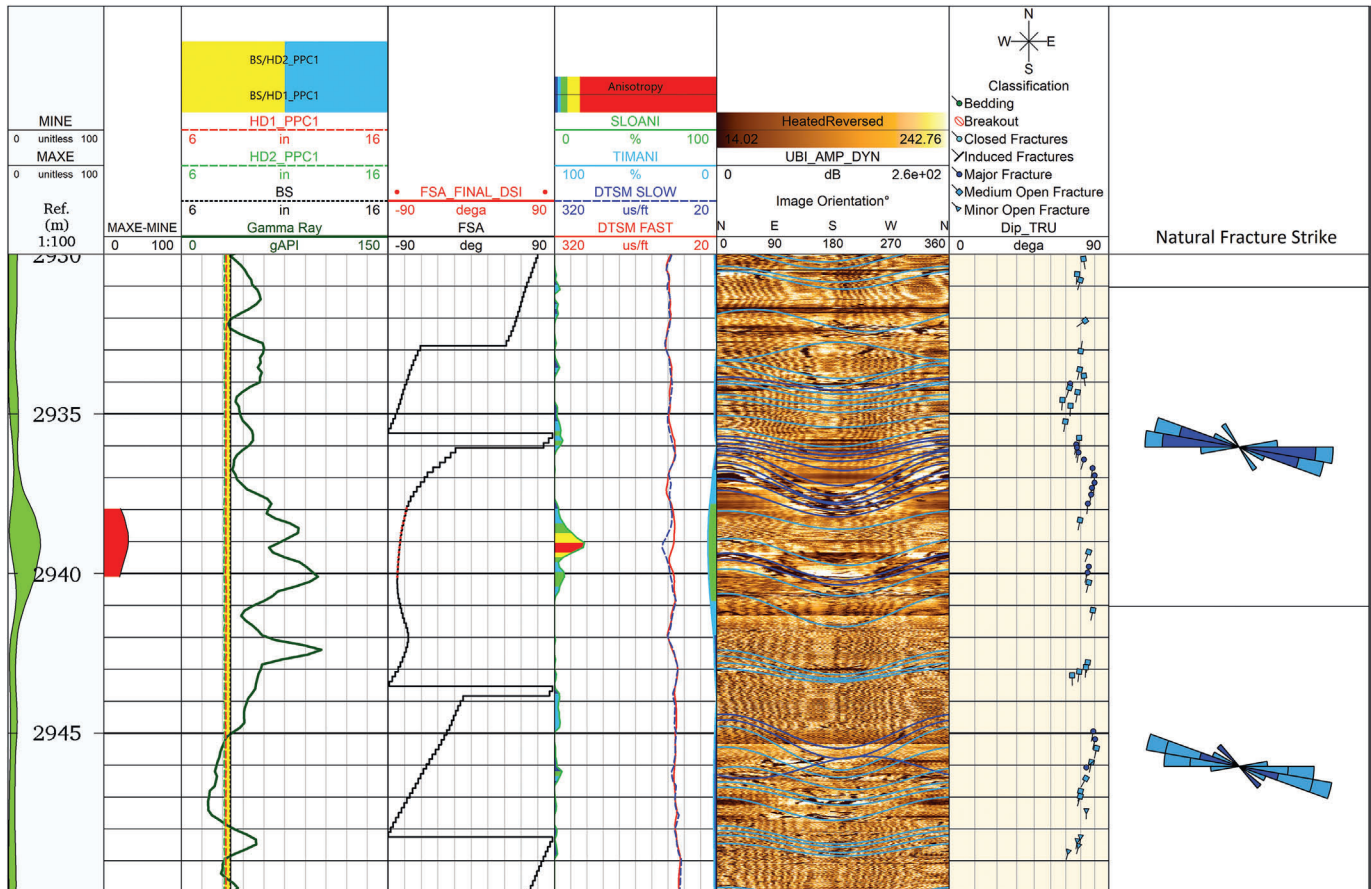 MINE
0 unitless 100
MAXE
0 unitless 100
Ref.
(m)
1:100
MAXE-MINE
0 100
BS/HD2_PPC1
BS/HD1_PPC1
HD1_PPC1
6 in 16
HD2_PPC1
6 in 16
BS
6 in 16
Gamma Ray
0 gAPI 150
FSA_FINAL_DSI
-90 dega 90
FSA
-90 deg 90
Anisotropy
SLOANI
0 % 100
TIMANI
100 % 0
DTSM SLOW
320 us/ft 20
DTSM FAST
320 us/ft 20
HeatedReversed
14.02 242.76
UBI_AMP_DYN
0 dB 2.6e+02
Image Orientation°
N E S W N
0 90 180 270 360
N
W E
S
Classification
Bedding
Breakout
Closed Fractures
Induced Fractures
Major Fracture
Medium Open Fracture
Minor Open Fracture
Dip_TRU
0 dega 90
Natural Fracture Strike
2930
2935
2940
2945